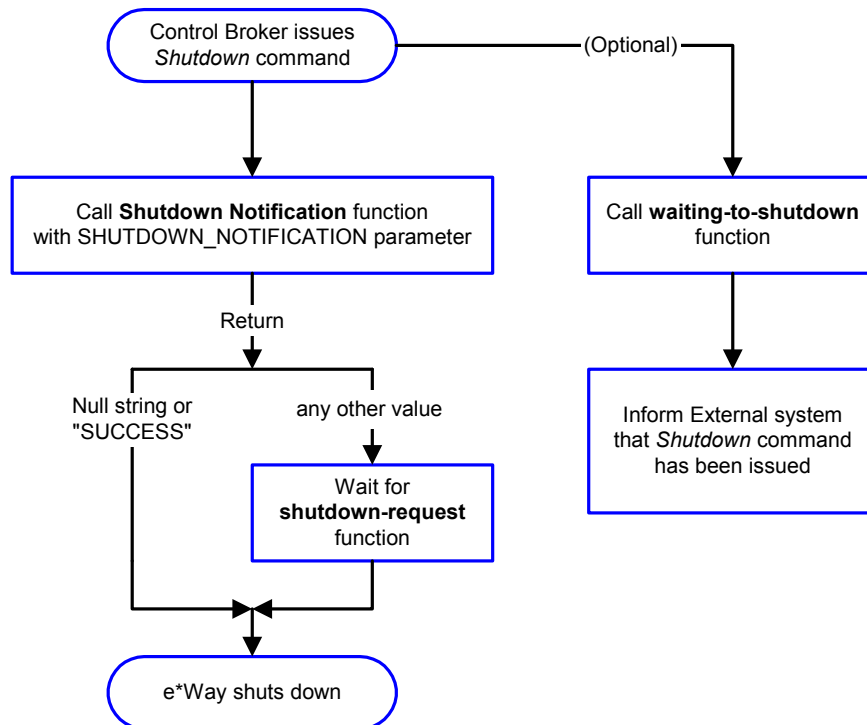 Control Broker issues
Shutdown command
(Optional)
Call Shutdown Notification function
with SHUTDOWN_NOTIFICATION parameter
Call waiting-to-shutdown
function
Return
Null string or
"SUCCESS"
any other value
Wait for
shutdown-request
function
Inform External system
that Shutdown command
has been issued
e*Way shuts down